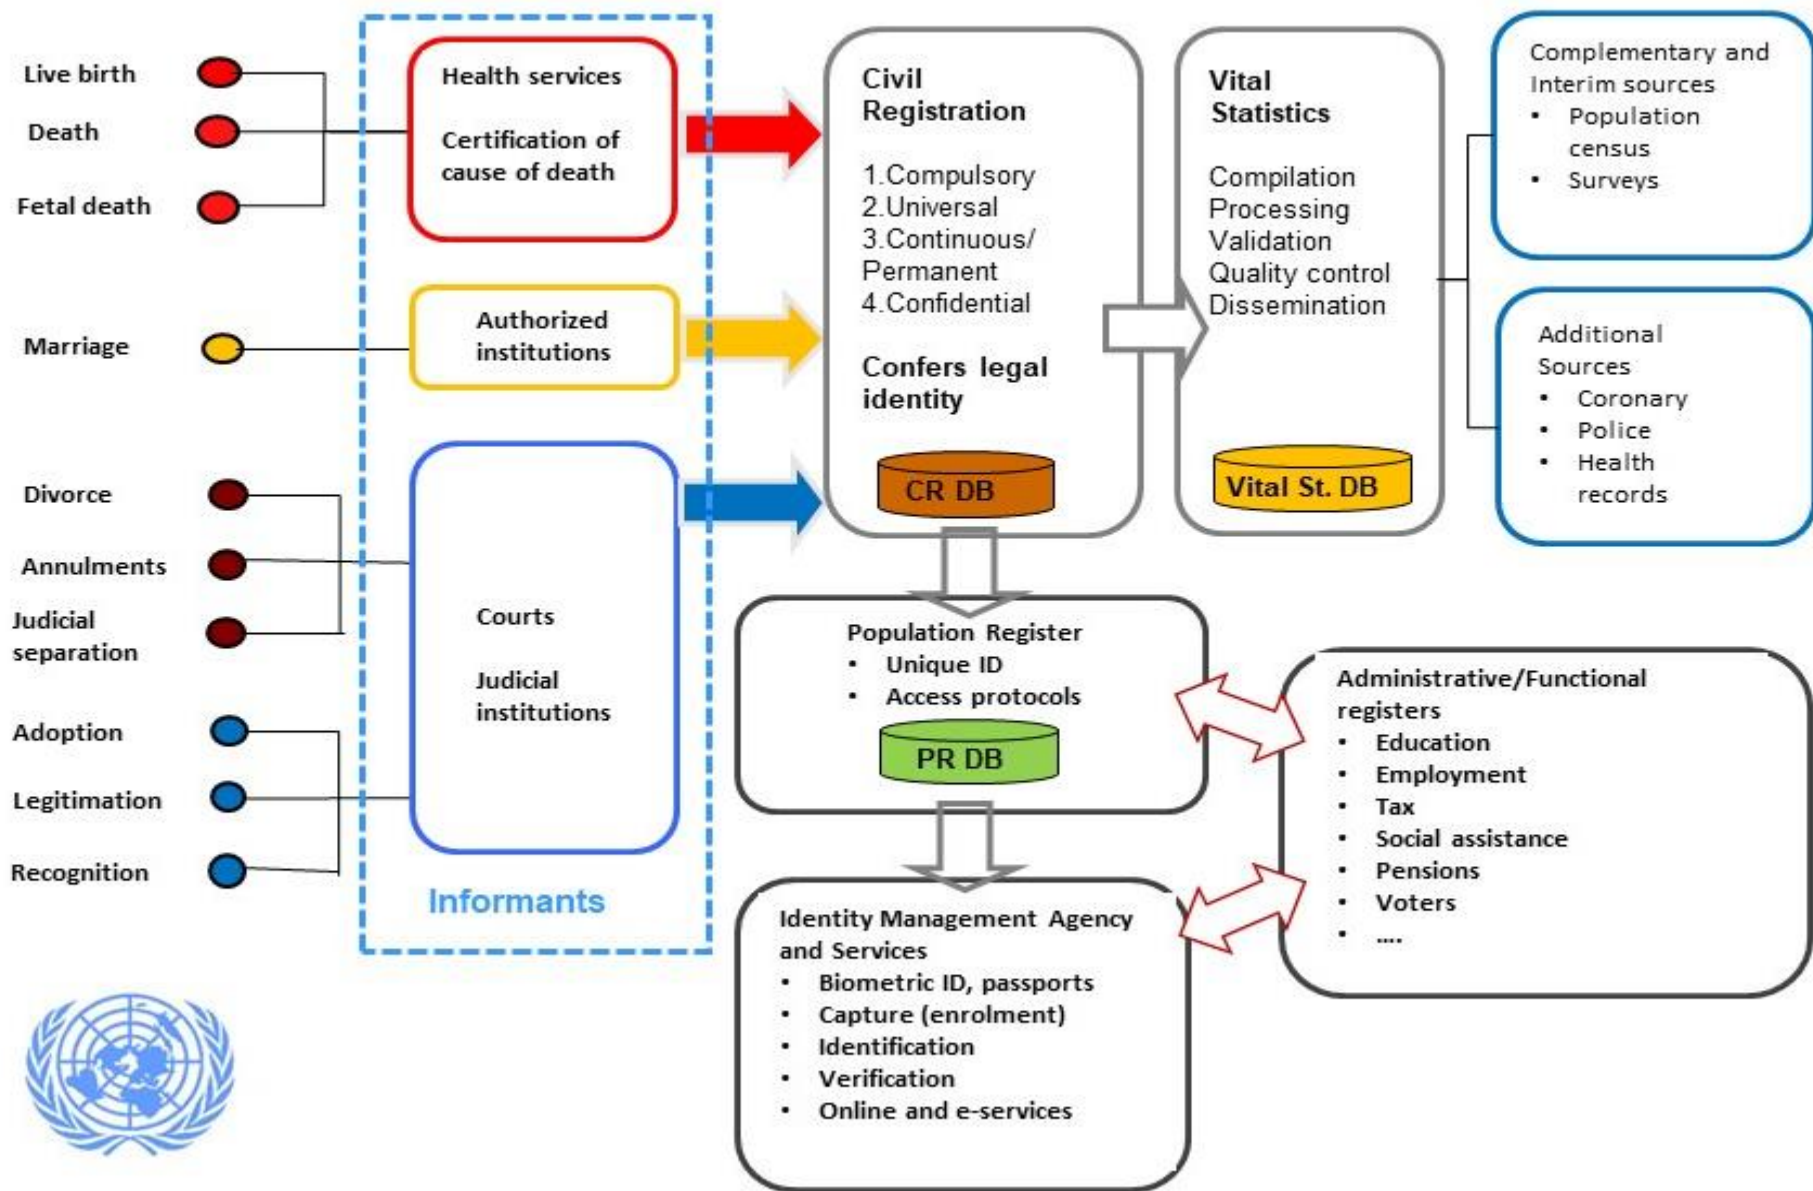 Live birth
Death
Fetal death
Marriage
Divorce
Annulments
Judicial
separation
Adoption
Legitimation
Recognition
Health services
Certification of
cause of death
Authorized
institutions
Courts
Judicial
institutions
Informants
Civil
Registration
1.Compulsory
2.Universal
3.Continuous/
Permanent
4.Confidential
Confers legal
identity
CR DB
Vital
Statistics
Compilation
Processing
Validation
Quality control
Dissemination
Vital St. DB
Complementary and
Interim sources
• Population
census
• Surveys
Additional
Sources
• Coronary
• Police
• Health
records
Population Register
• Unique ID
• Access protocols
PR DB
Administrative/Functional
registers
• Education
• Employment
• Tax
• Social assistance
• Pensions
• Voters
• ....
Identity Management Agency
and Services
• Biometric ID, passports
• Capture (enrolment)
• Identification
• Verification
• Online and e-services